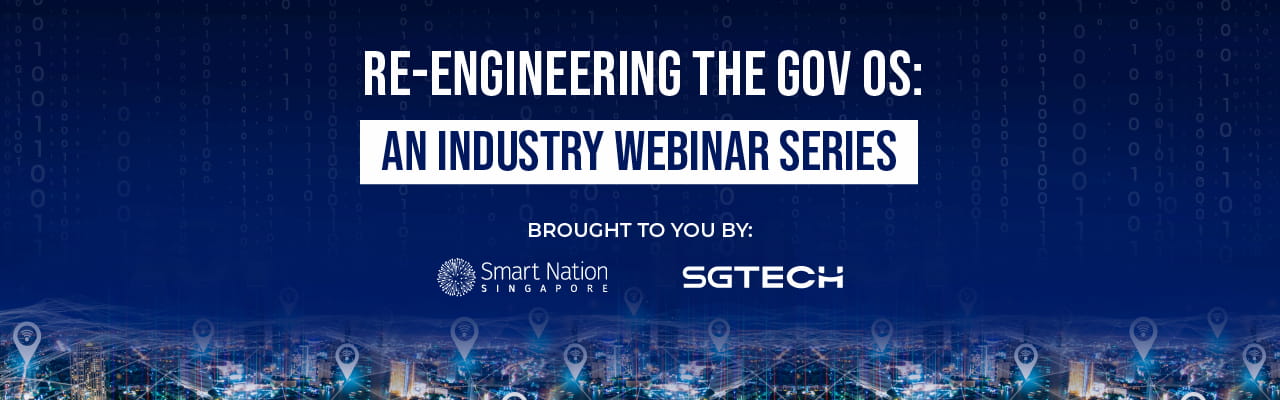 RE-ENGINEERING THE GOV OS:
AN INDUSTRY WEBINAR SERIES
BROUGHT TO YOU BY:
Smart Nation
SINGAPORE
SGTECH